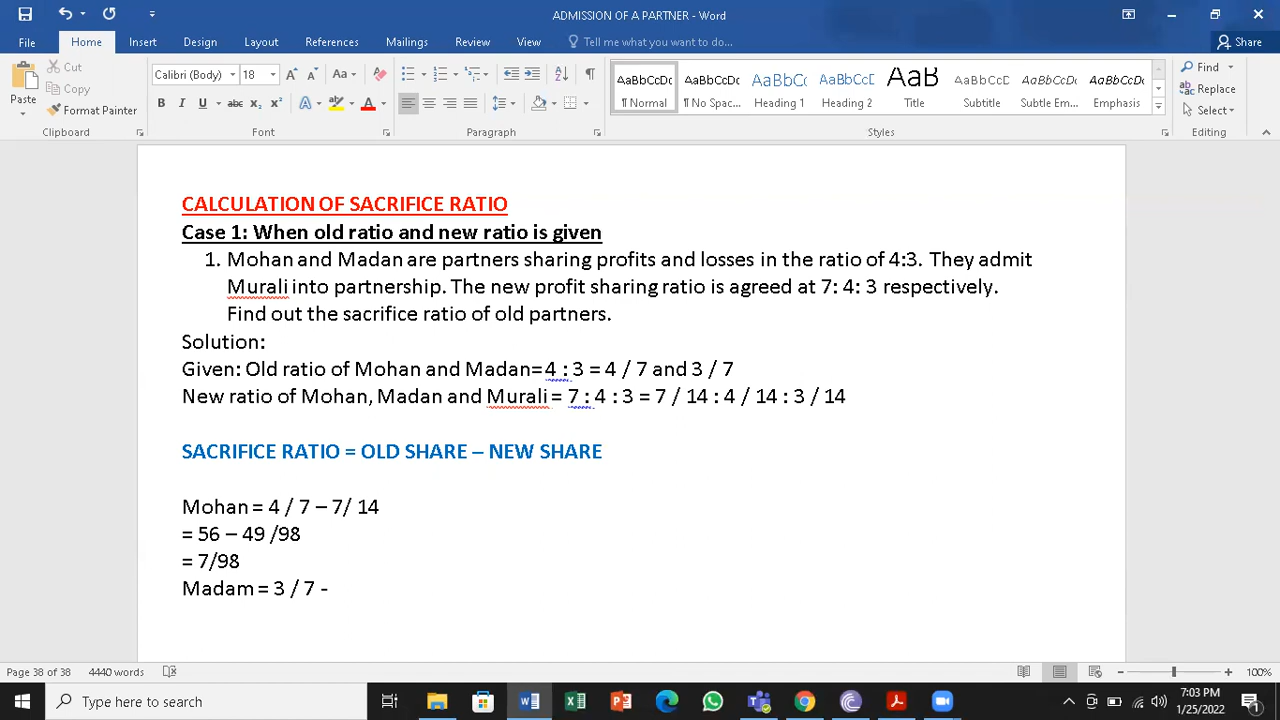 ADMISSION OF A PARTNER - Word
File Home Insert Design Layout References Mailings Review View Tell me what you want to do... Share
Paste Cut Copy Format Painter Clipboard
Calibri (Body) 18 Aa B I U abc x₂ x² A A Font
Paragraph
AaBbCcDc ¶ Normal AaBbCcDc ¶ No Spac... AaBbCc Heading AaBbCcE Heading 2 AaB Title AaBbCcD Subtitle AaBbCcDc Subtle Em... AaBbCcDc Emphasis Styles
Find Replace Select Editing
CALCULATION OF SACRIFICE RATIO
Case 1: When old ratio and new ratio is given
1. Mohan and Madan are partners sharing profits and losses in the ratio of 4:3. They admit
Murali into partnership. The new profit sharing ratio is agreed at 7: 4: 3 respectively.
Find out the sacrifice ratio of old partners.
Solution:
Given: Old ratio of Mohan and Madan= 4 : 3 = 4 / 7 and 3 / 7
New ratio of Mohan, Madan and Murali = 7 : 4 : 3 = 7 / 14 : 4 / 14 : 3 / 14
SACRIFICE RATIO = OLD SHARE – NEW SHARE
Mohan = 4 / 7 – 7/ 14
= 56 – 49 /98
= 7/98
Madam = 3 / 7 -
Page 38 of 38 4440 words 100%
Type here to search
7:03 PM
1/25/2022